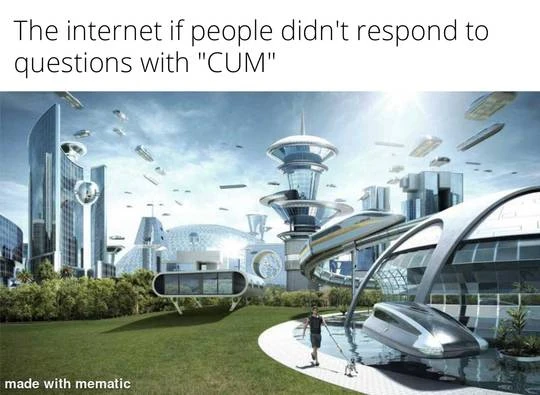 The internet if people didn't respond to
questions with "CUM"
made with mematic